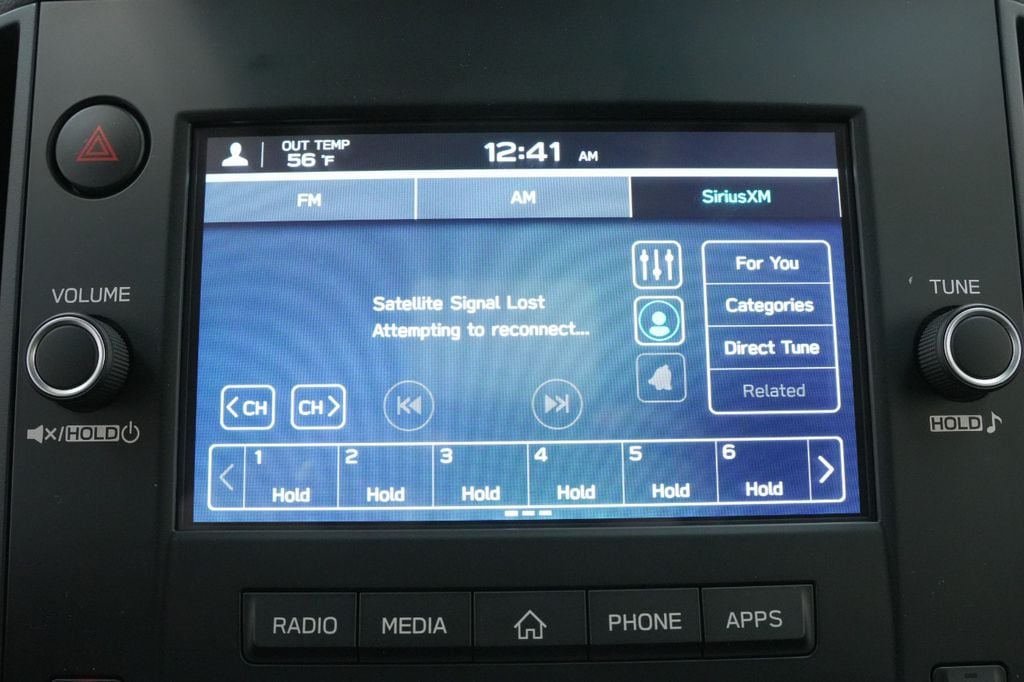 OUT TEMP
56 °F
12:41 AM
FM
AM
SiriusXM
Satellite Signal Lost
Attempting to reconnect...
For You
Categories
Direct Tune
Related
CH
CH
1
Hold
2
Hold
3
Hold
4
Hold
5
Hold
6
Hold
VOLUME
/HOLD
TUNE
HOLD
RADIO
MEDIA
PHONE
APPS